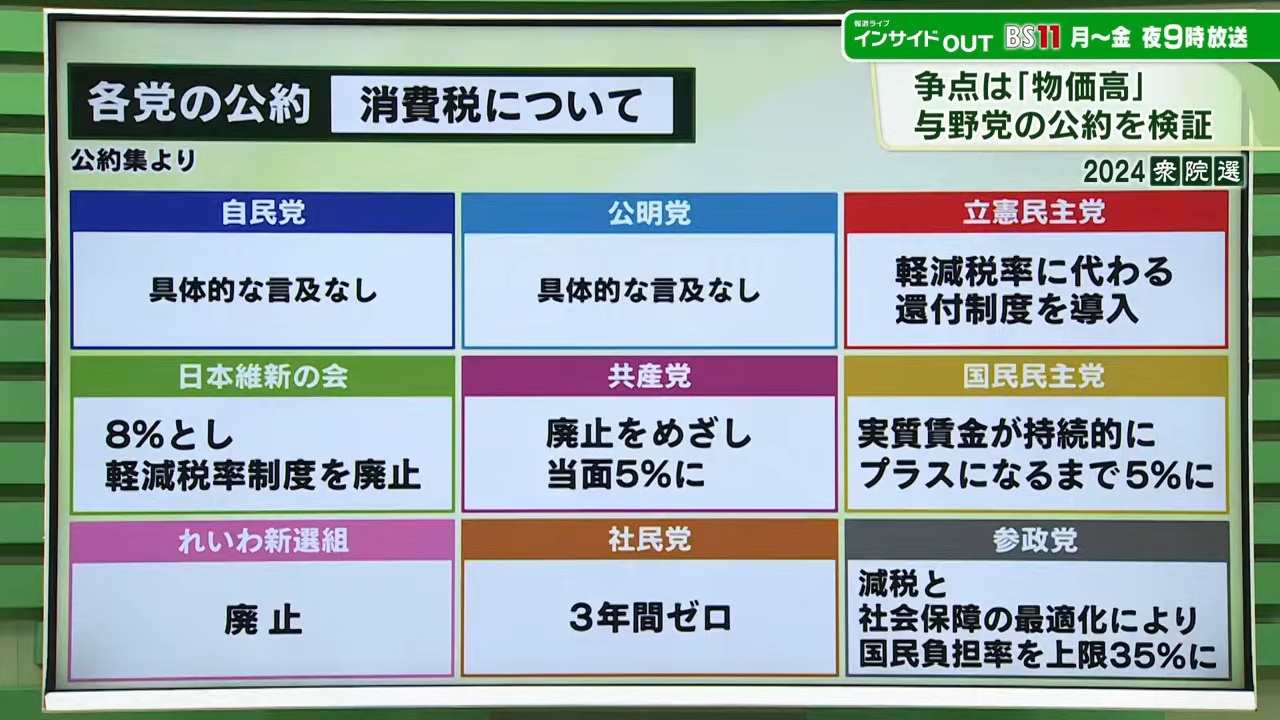 報道ライブ
インサイドOUT BS11 月〜金 夜9時放送
争点は「物価高」
与野党の公約を検証
2024衆院選
各党の公約 消費税について
公約集より
自民党
具体的な言及なし
公明党
具体的な言及なし
立憲民主党
軽減税率に代わる
還付制度を導入
日本維新の会
8%とし
軽減税率制度を廃止
共産党
廃止をめざし
当面5%に
国民民主党
実質賃金が持続的に
プラスになるまで5%に
れいわ新選組
廃止
社民党
3年間ゼロ
参政党
減税と
社会保障の最適化により
国民負担率を上限35%に